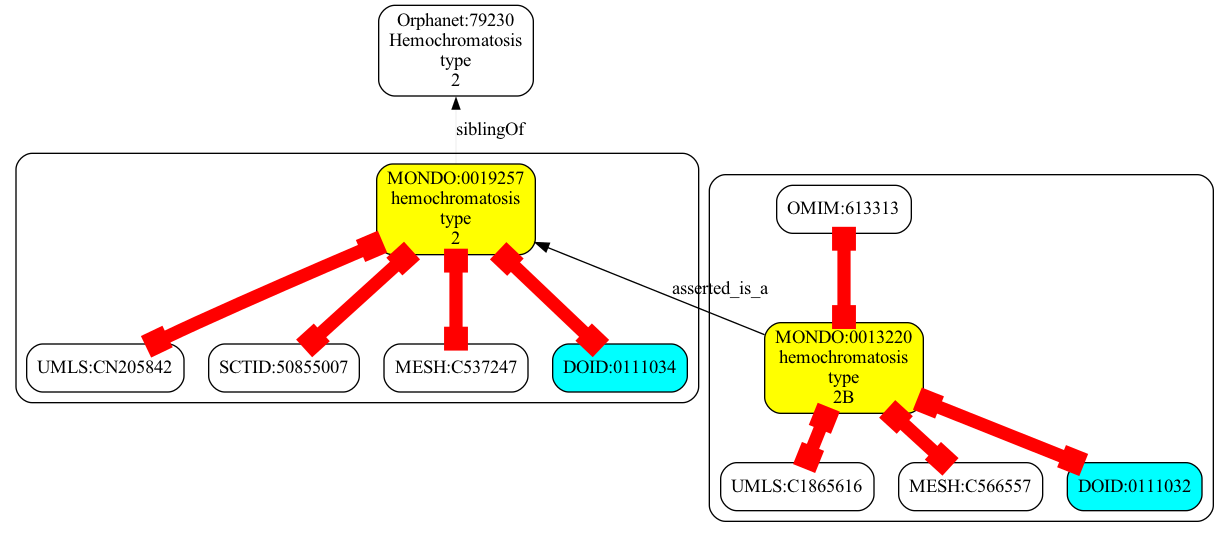 Orphanet:79230
Hemochromatosis
type
2
siblingOf
MONDO:0019257
hemochromatosis
type
2
OMIM:613313
asserted_is_a
UMLS:CN205842
SCTID:50855007
MESH:C537247
DOID:0111034
MONDO:0013220
hemochromatosis
type
2B
UMLS:C1865616
MESH:C566557
DOID:0111032